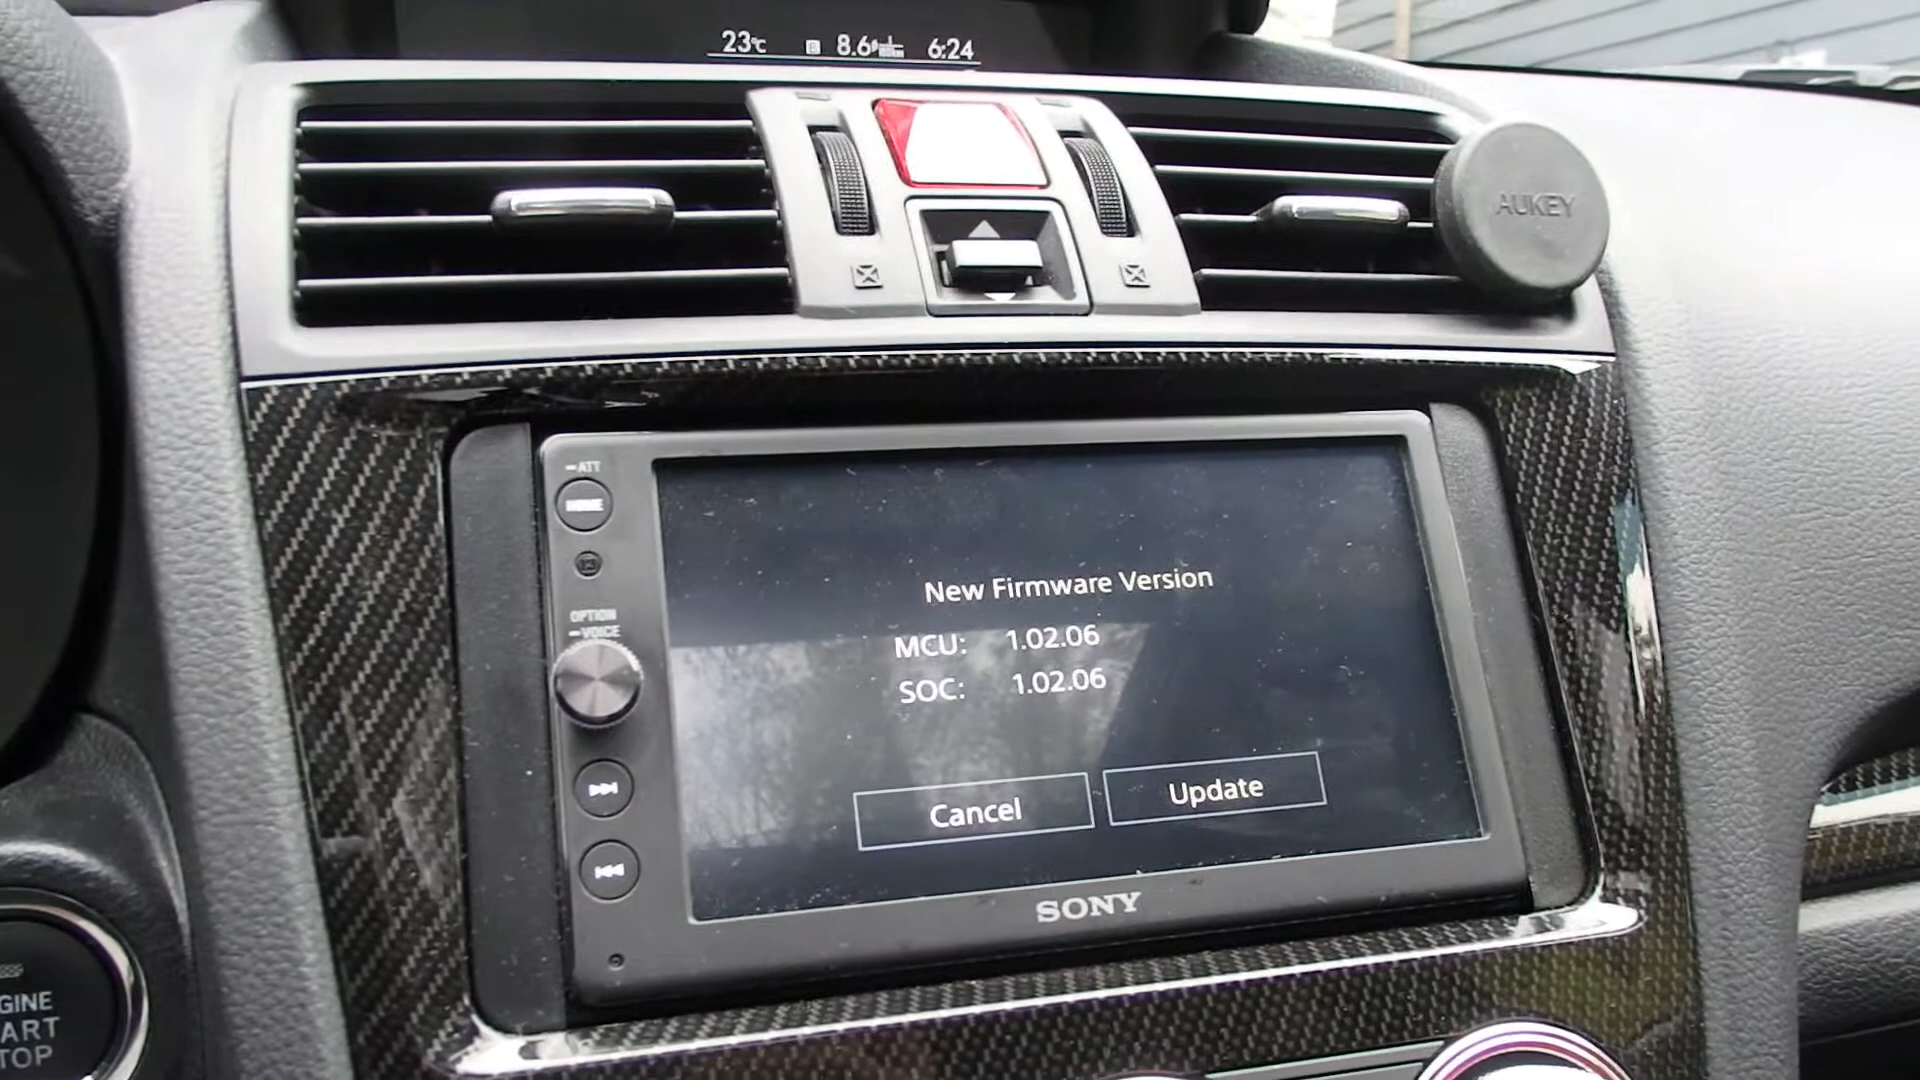 23°C 8.6 6:24
AUKEY
ATT
HOME
OPTION
VOICE
New Firmware Version
MCU: 1.02.06
SOC: 1.02.06
Cancel Update
SONY
GINE
ART
TOP